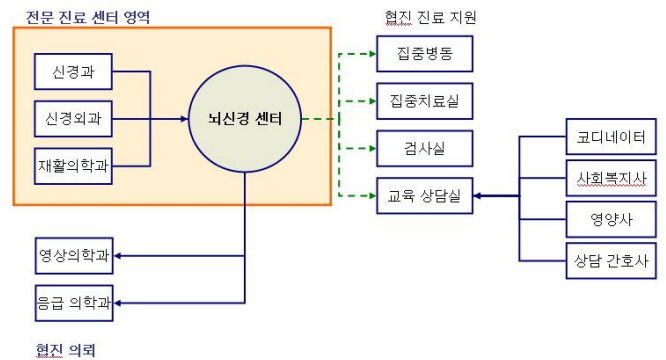 전문 진료 센터 영역
협진 진료 지원
신경과
신경외과
재활의학과
뇌신경 센터
집중병동
집중치료실
검사실
교육 상담실
코디네이터
사회복지사
영양사
상담 간호사
영상의학과
응급 의학과
협진 의뢰